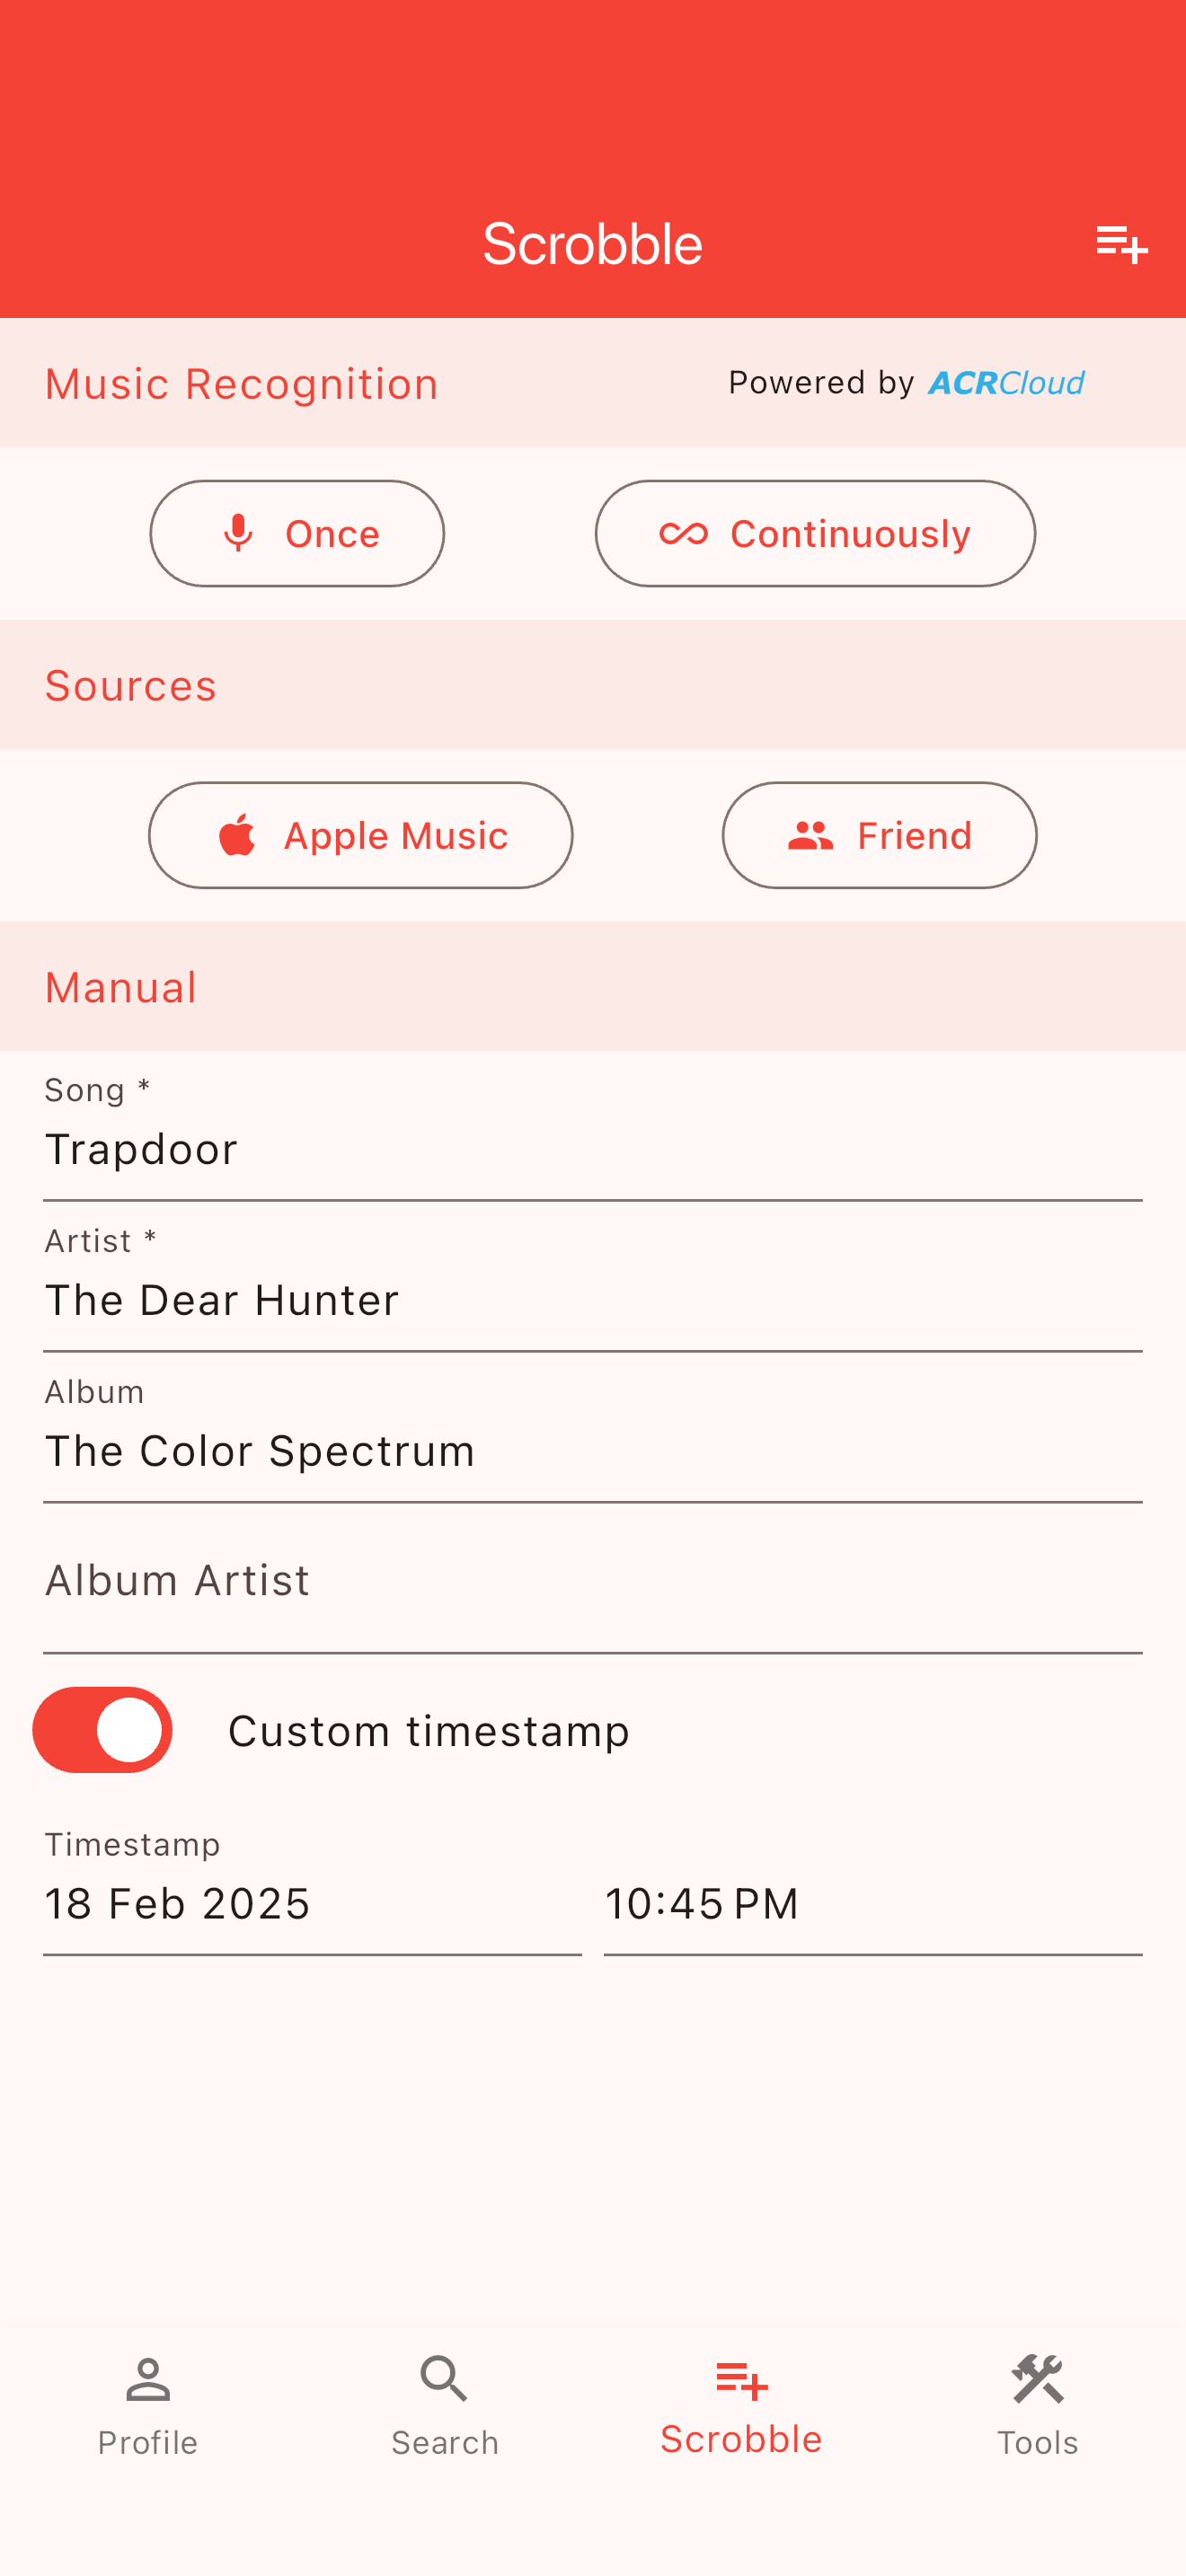 Scrobble
Music Recognition
Powered by ACRCloud
Once
Continuously
Sources
Apple Music
Friend
Manual
Song *
Trapdoor
Artist *
The Dear Hunter
Album
The Color Spectrum
Album Artist
Custom timestamp
Timestamp
18 Feb 2025
10:45 PM
Profile
Search
Scrobble
Tools